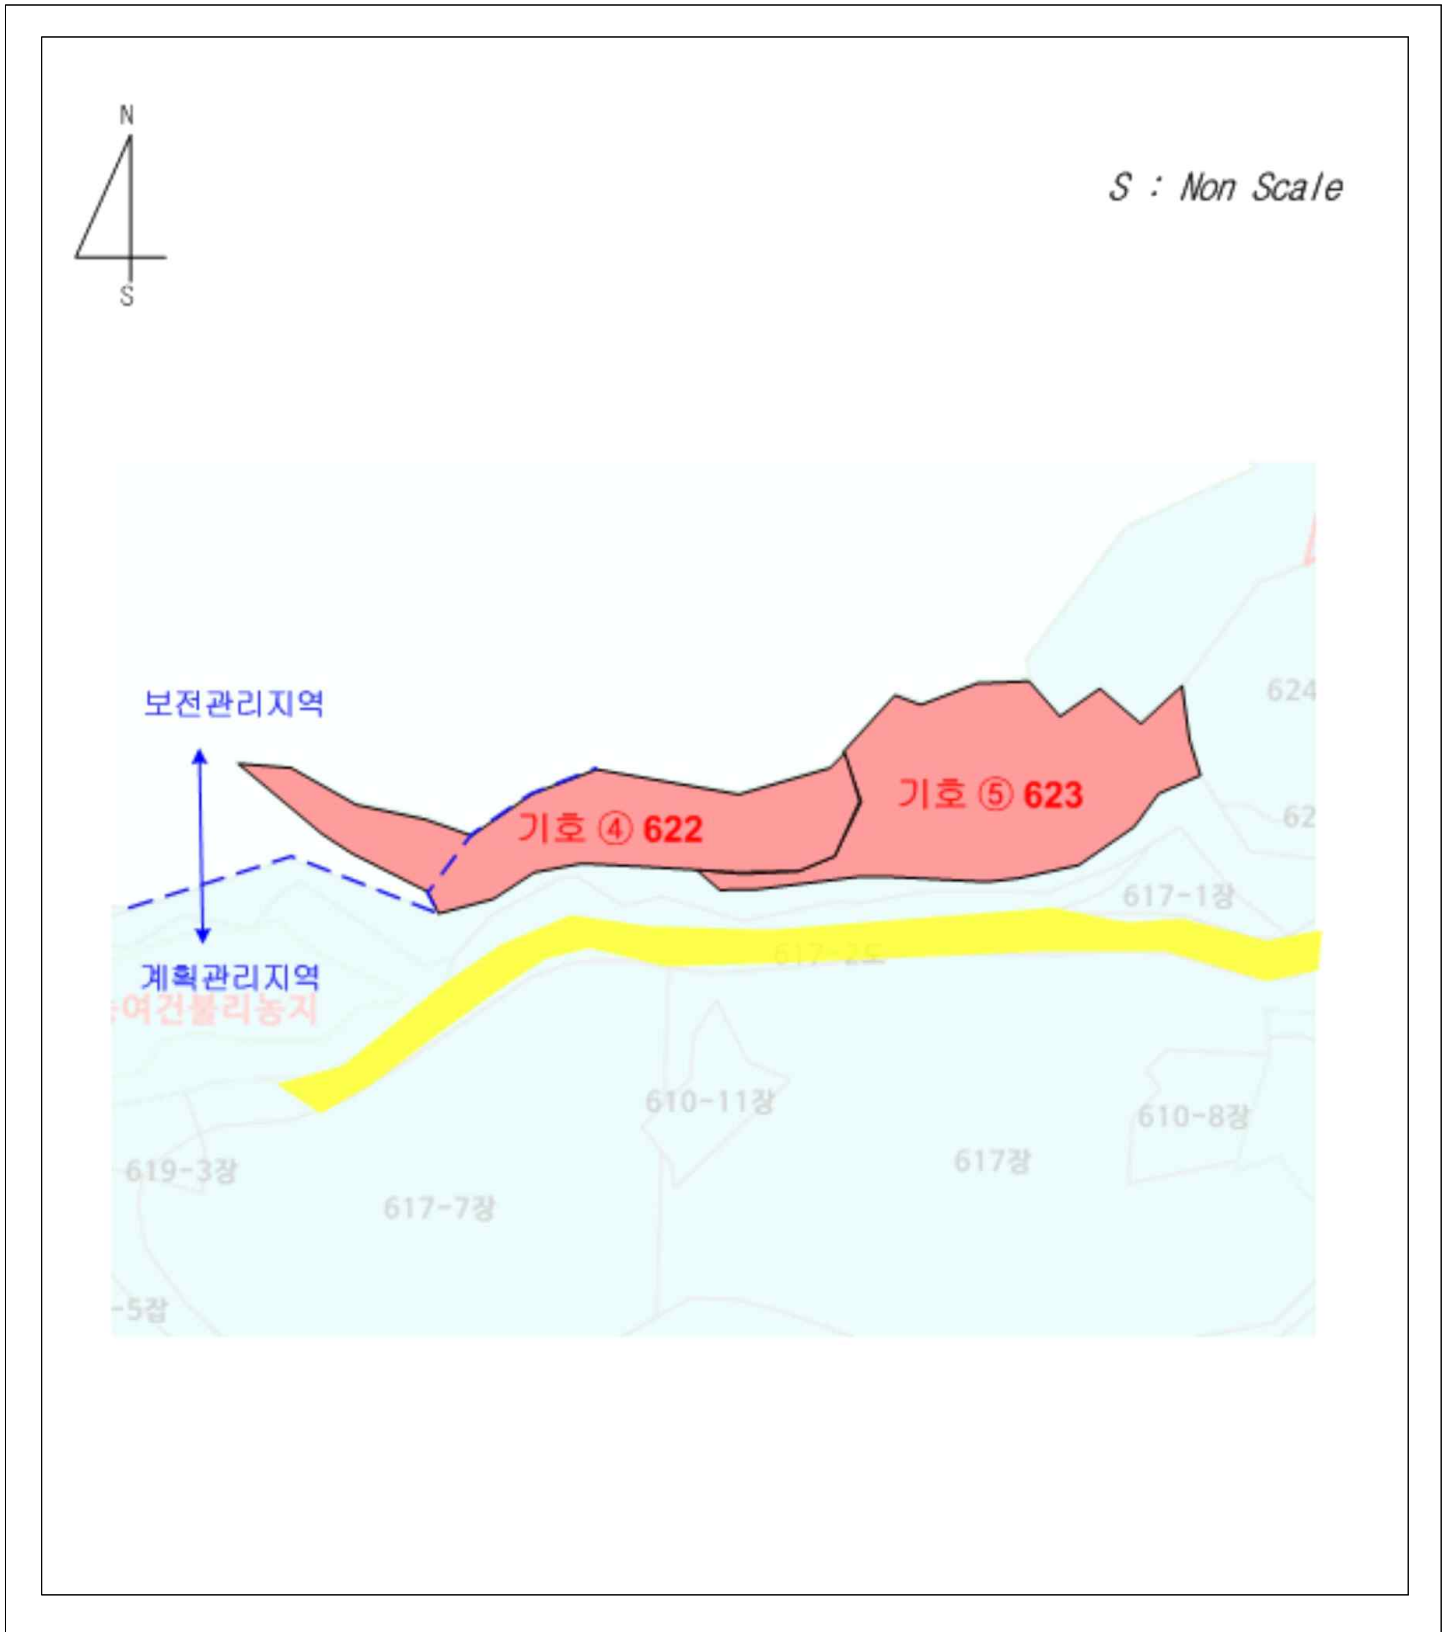 N
S : Non Scale
S
624
보전관리지역
기호 ⑤ 623
기호 ④ 622
62
617-1장
617-2도
계획관리지역
여건불리농지
610-11장
610-8장
617장
619-3장
617-7장
-5잡